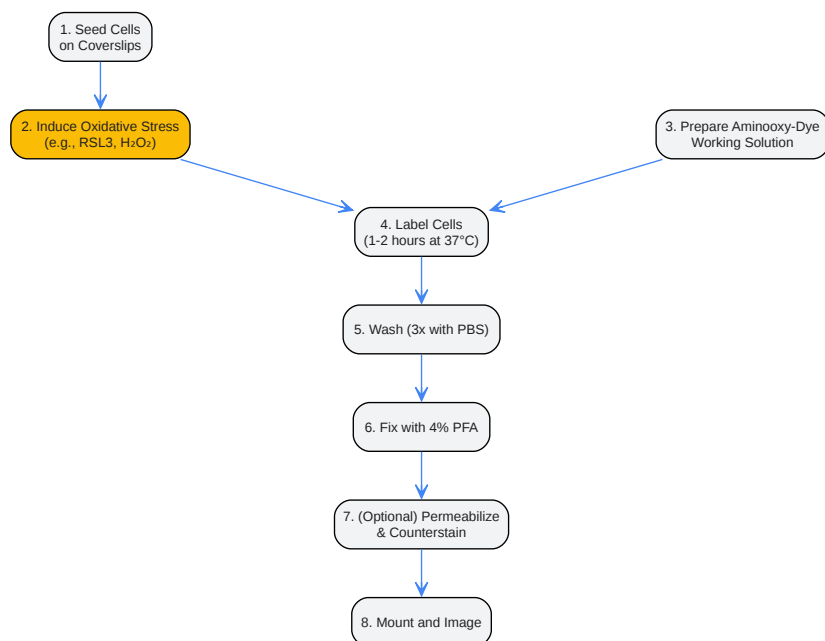 1. Seed Cells
on Coverslips
2. Induce Oxidative Stress
(e.g., RSL3, H₂O₂)
3. Prepare Aminooxy-Dye
Working Solution
4. Label Cells
(1-2 hours at 37°C)
5. Wash (3x with PBS)
6. Fix with 4% PFA
7. (Optional) Permeabilize
& Counterstain
8. Mount and Image